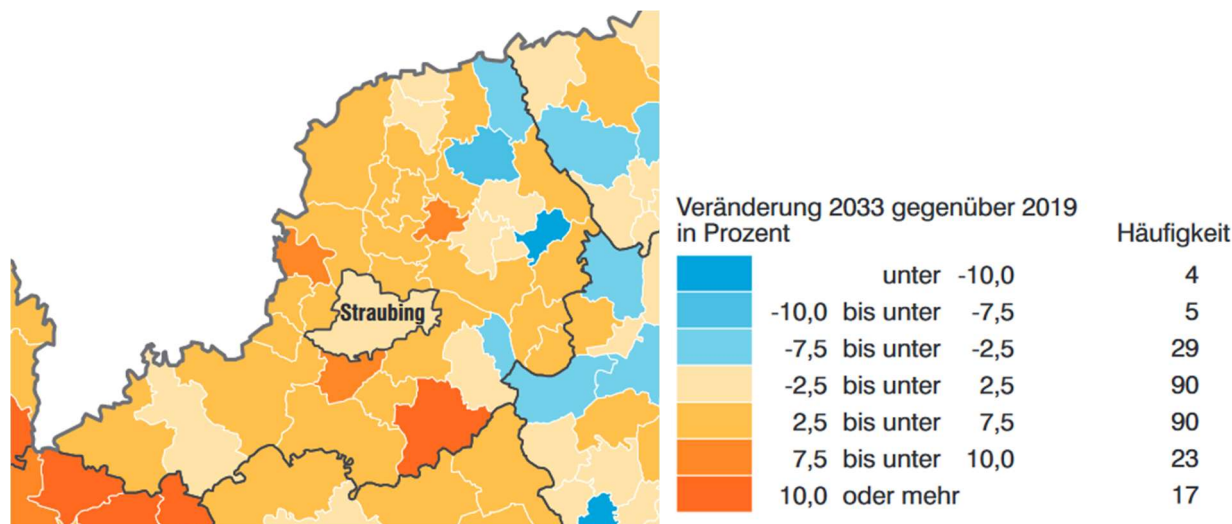 Straubing
Veränderung 2033 gegenüber 2019
in Prozent Häufigkeit
unter -10,0 4
-10,0 bis unter -7,5 5
-7,5 bis unter -2,5 29
-2,5 bis unter 2,5 90
2,5 bis unter 7,5 90
7,5 bis unter 10,0 23
10,0 oder mehr 17